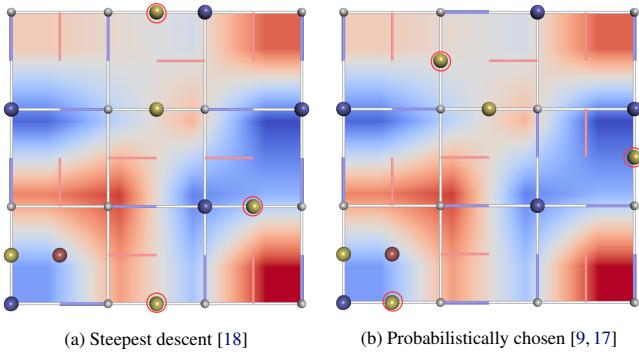 (a) Steepest descent [18]
(b) Probabilistically chosen [9, 17]